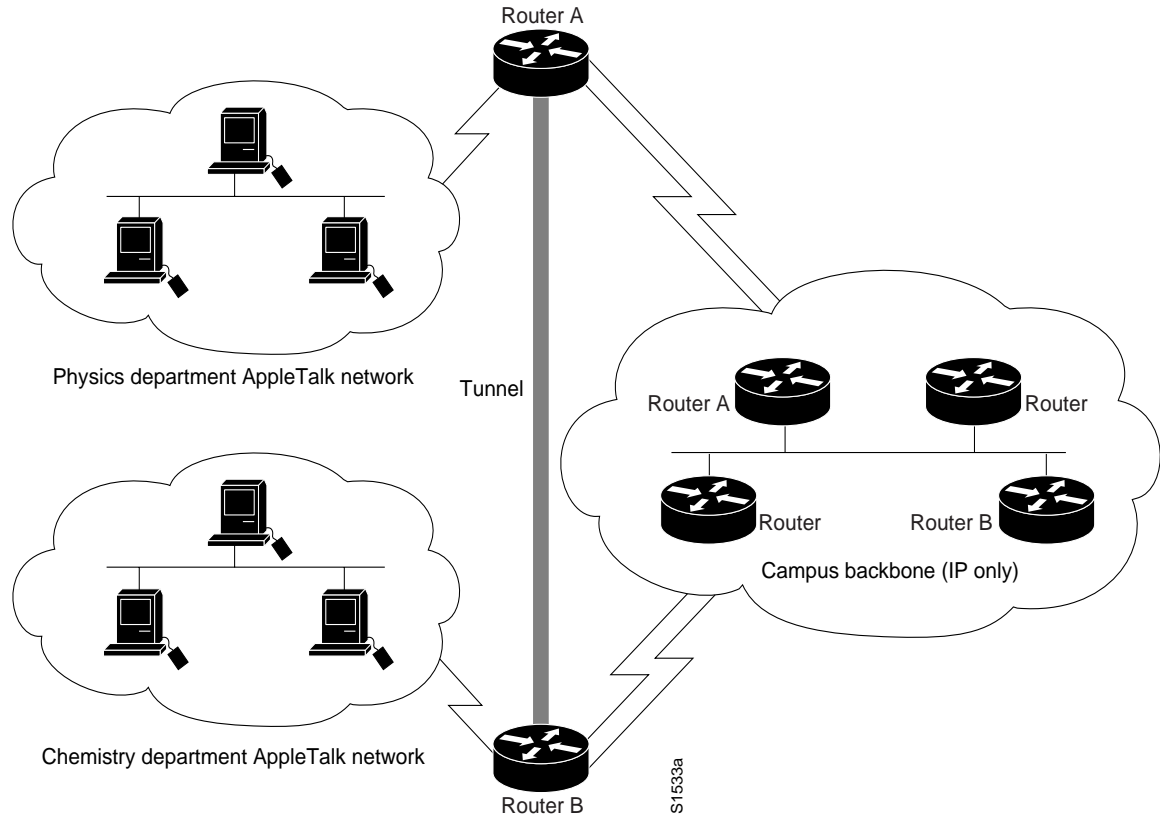 Router A
Physics department AppleTalk network
Tunnel
Router A
Router
Router
Router B
Campus backbone (IP only)
Chemistry department AppleTalk network
Router B
S1533a